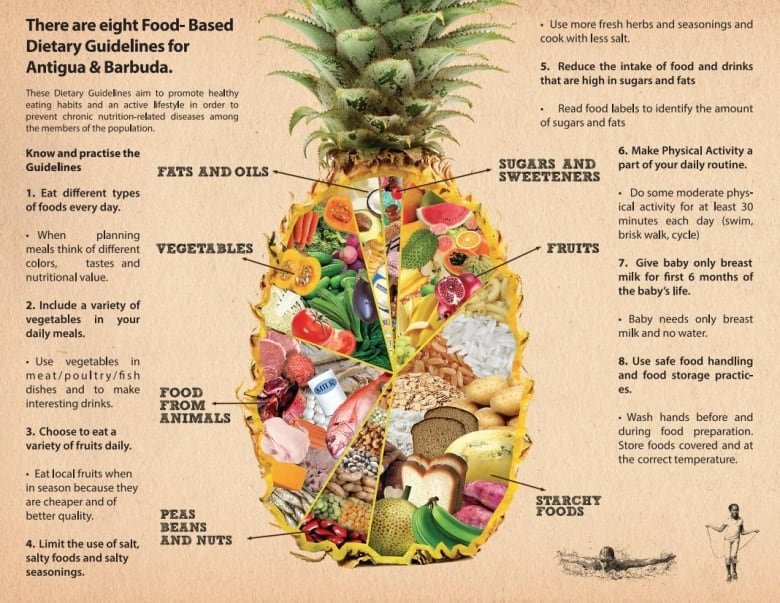 There are eight Food- Based
Dietary Guidelines for
Antigua & Barbuda.
These Dietary Guidelines aim to promote healthy
eating habits and an active lifestyle in order to
prevent chronic nutrition-related diseases among
the members of the population.
Know and practise the
Guidelines
1. Eat different types
of foods every day.
• When planning
meals think of different
colors, tastes and
nutritional value.
2. Include a variety of
vegetables in your
daily meals.
• Use vegetables in
meat/poultry/fish
dishes and to make
interesting drinks.
3. Choose to eat a
variety of fruits daily.
• Eat local fruits when
in season because they
are cheaper and of
better quality.
4. Limit the use of salt,
salty foods and salty
seasonings.
FATS AND OILS
VEGETABLES
FOOD
FROM
ANIMALS
PEAS
BEANS
AND NUTS
MILK
SUGARS AND
SWEETENERS
FRUITS
STARCHY
FOODS
• Use more fresh herbs and seasonings and
cook with less salt.
5. Reduce the intake of food and drinks
that are high in sugars and fats
• Read food labels to identify the amount
of sugars and fats
6. Make Physical Activity a
part of your daily routine.
• Do some moderate phys-
ical activity for at least 30
minutes each day (swim,
brisk walk, cycle)
7. Give baby only breast
milk for first 6 months of
the baby's life.
• Baby needs only breast
milk and no water.
8. Use safe food handling
and food storage practic-
es.
• Wash hands before and
during food preparation.
Store foods covered and at
the correct temperature.